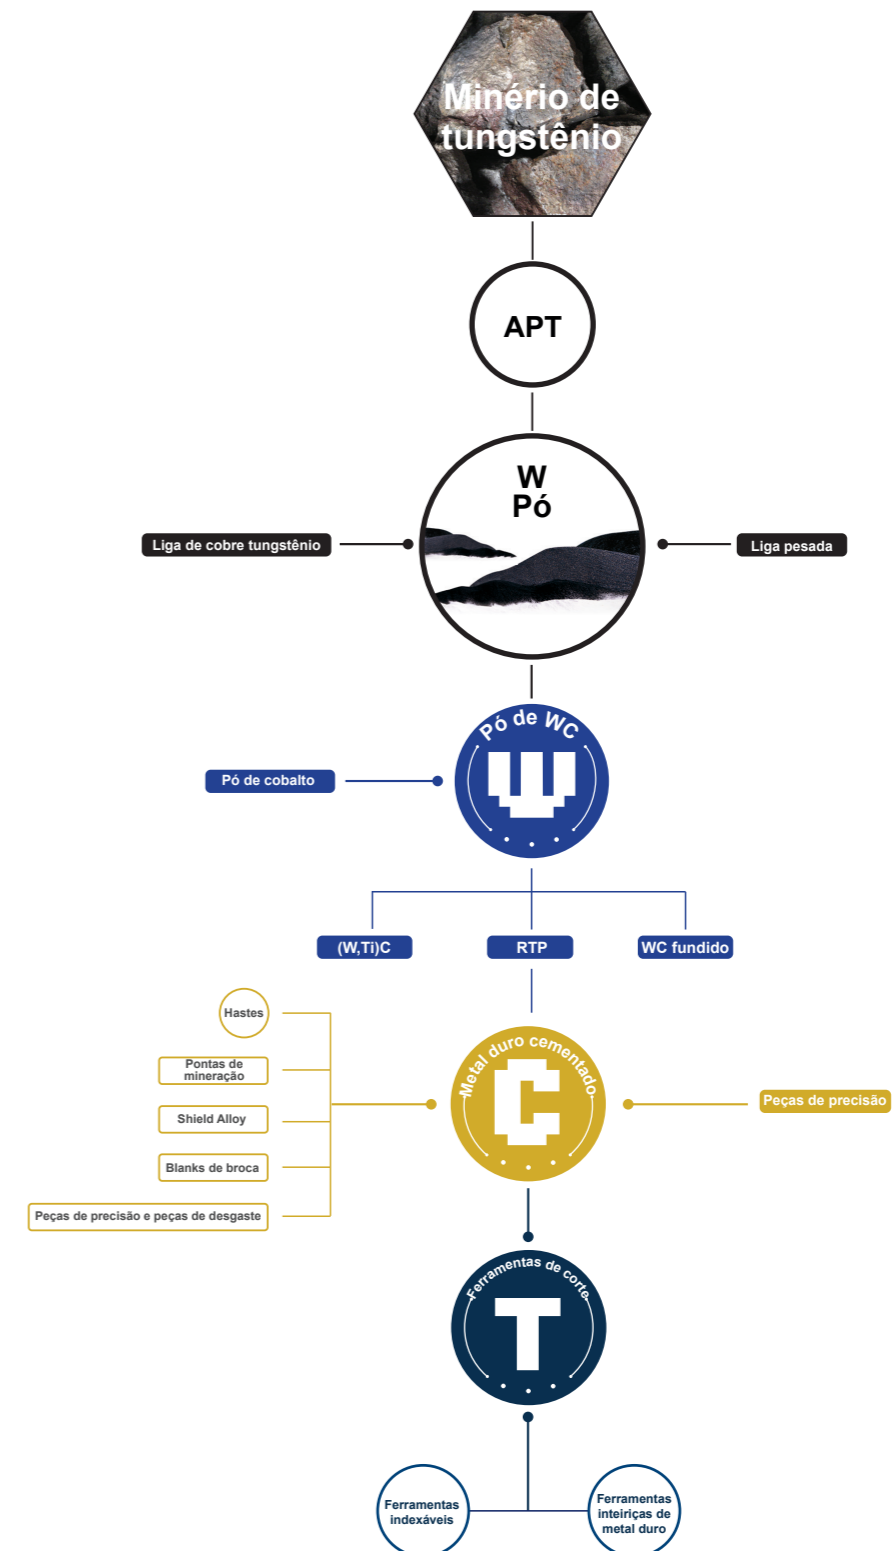 Minério de
tungstênio
APT
W
Pó
Liga de cobre tungstênio
Liga pesada
Pó de WC
W
Pó de cobalto
(W,Ti)C
RTP
WC fundido
Hastes
Pontas de
mineração
Shield Alloy
Blanks de broca
Peças de precisão e peças de desgaste
Metal duro cementado
C
Peças de precisão
Ferramentas de corte
T
Ferramentas
indexáveis
Ferramentas
inteiriças de
metal duro